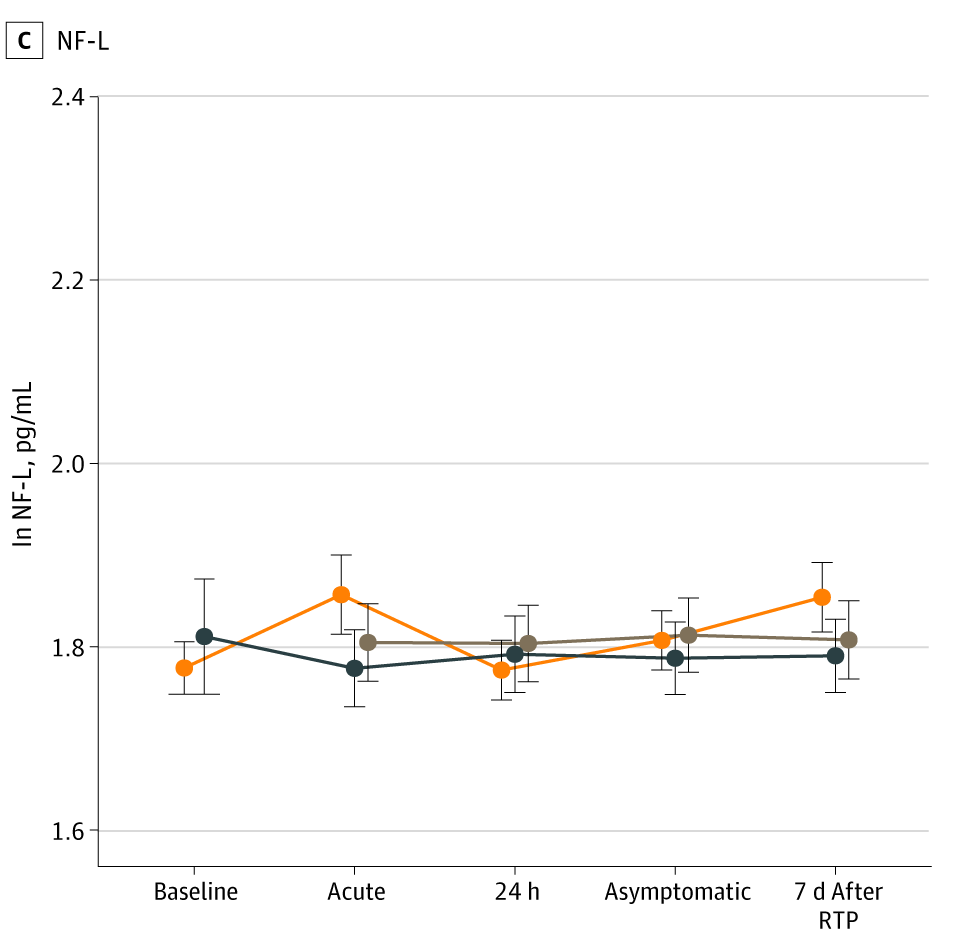 C NF-L
2.4
2.2
2.0
1.8
1.6
ln NF-L, pg/mL
Baseline
Acute
24 h
Asymptomatic
7 d After
RTP